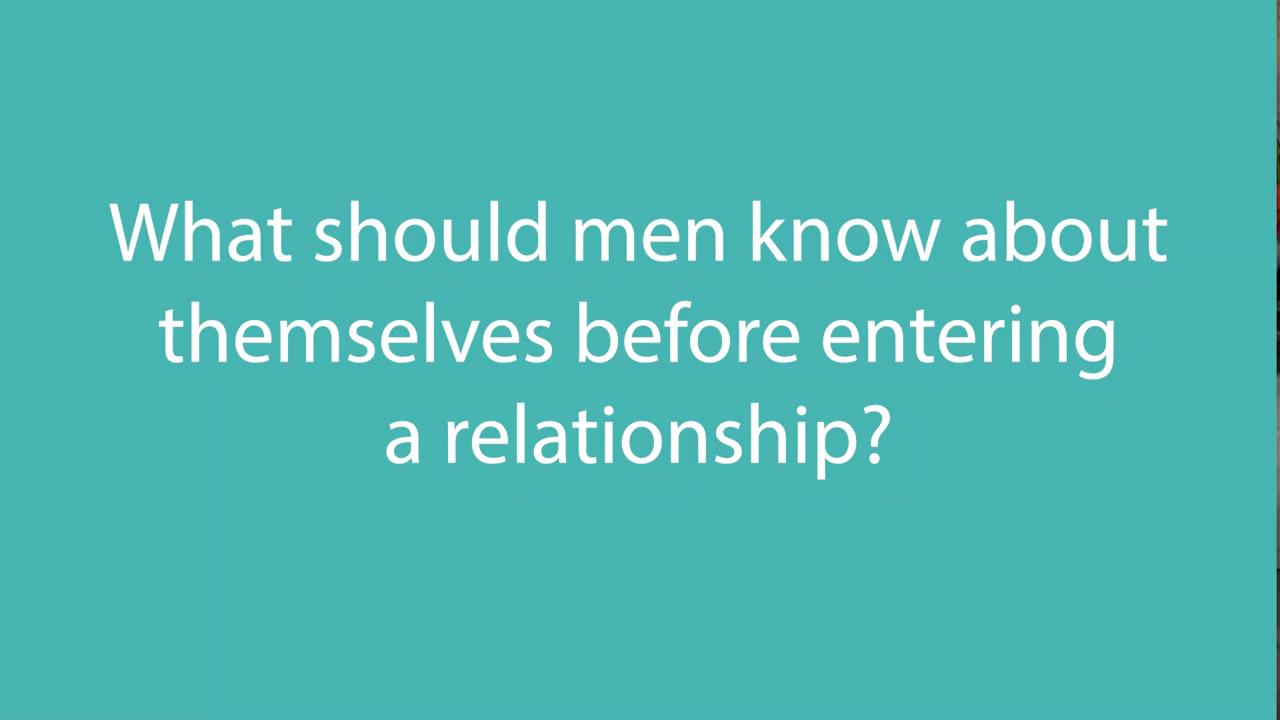 What should men know about
themselves before entering
a relationship?